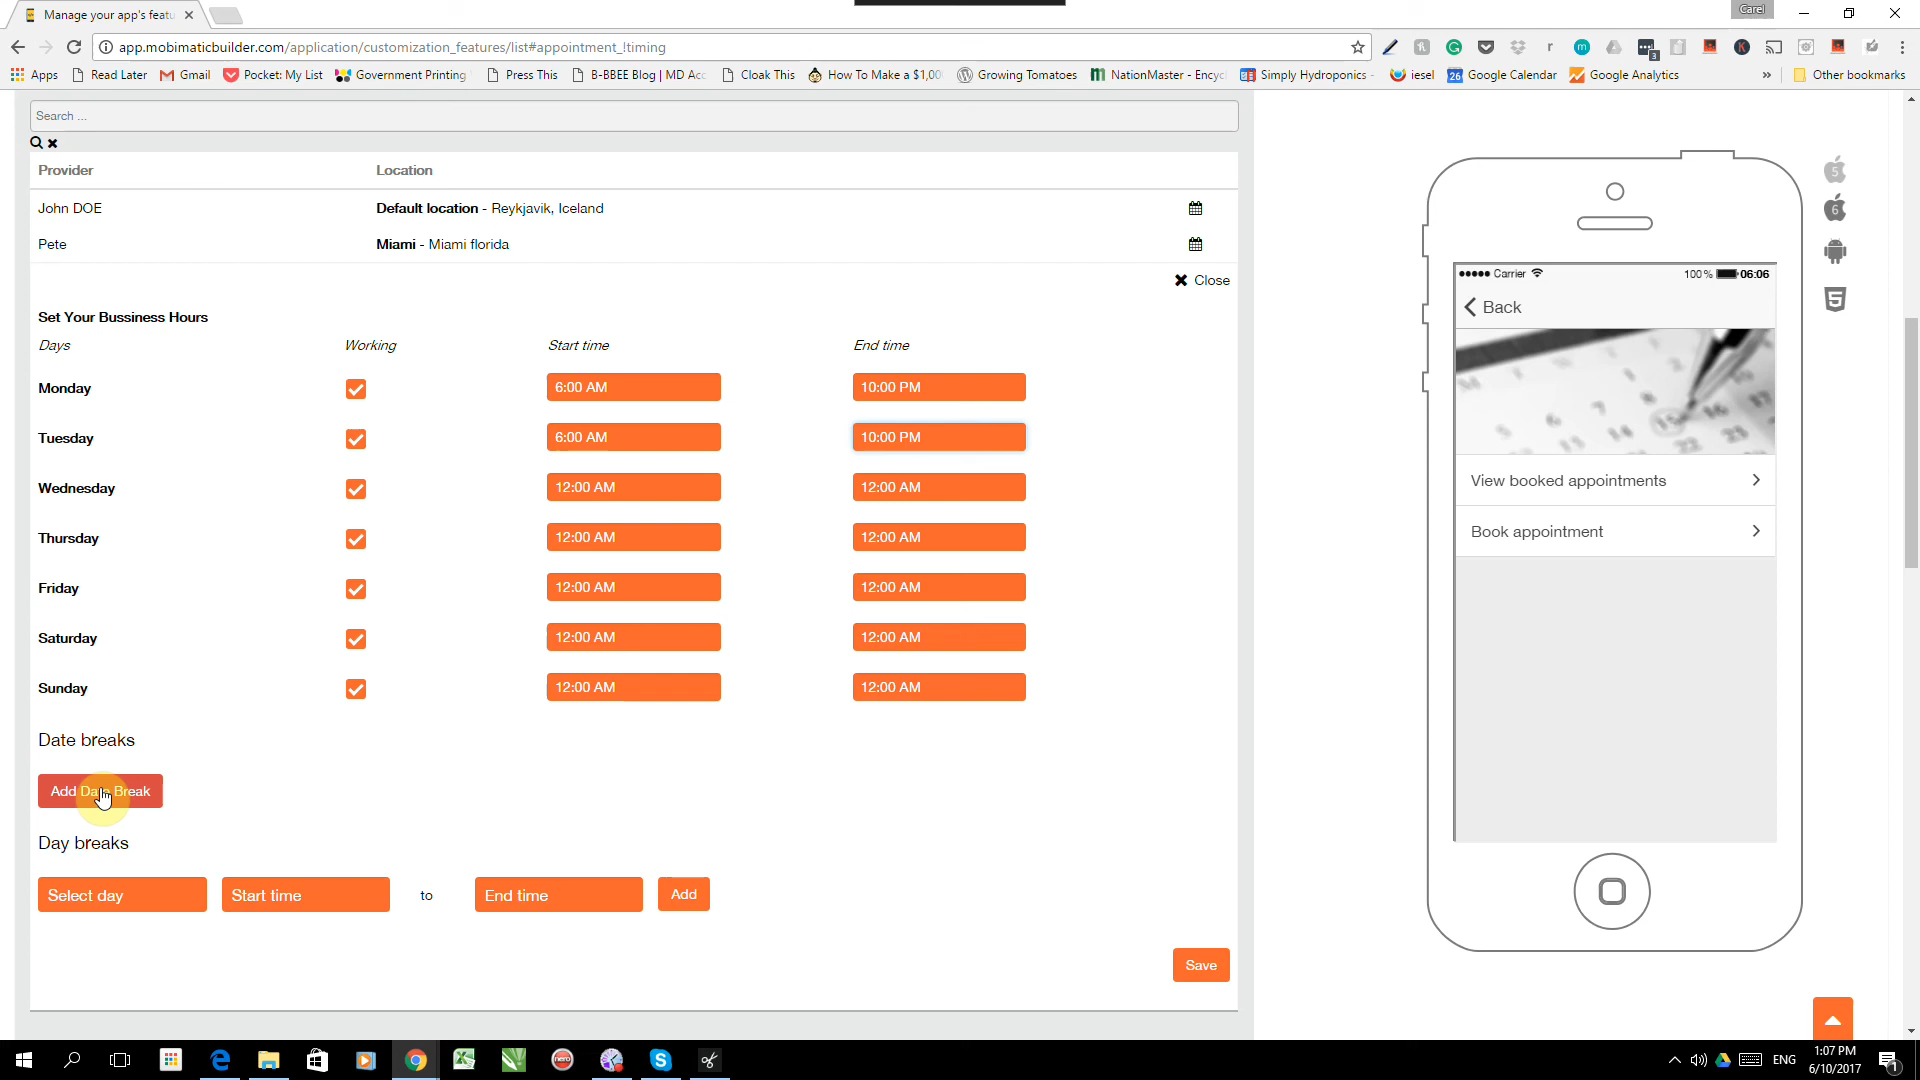 Manage your app's featu
Carel
app.mobimaticbuilder.com/application/customization_features/list#appointment_!timing
Apps Read Later Gmail Pocket: My List Government Printing Press This B-BBEE Blog | MD Acc Cloak This How To Make a $1,00 Growing Tomatoes NationMaster - Encyc Simply Hydroponics - iesel Google Calendar Google Analytics » Other bookmarks
Search ...
Provider Location
John DOE Default location - Reykjavik, Iceland
Pete Miami - Miami florida
Close
Set Your Bussiness Hours
Days Working Start time End time
Monday 6:00 AM 10:00 PM
Tuesday 6:00 AM 10:00 PM
Wednesday 12:00 AM 12:00 AM
Thursday 12:00 AM 12:00 AM
Friday 12:00 AM 12:00 AM
Saturday 12:00 AM 12:00 AM
Sunday 12:00 AM 12:00 AM
Date breaks
Add Date Break
Day breaks
Select day Start time to End time Add
Save
Carrier 100% 06:06
Back
View booked appointments
Book appointment
5
6
ENG
1:07 PM
6/10/2017